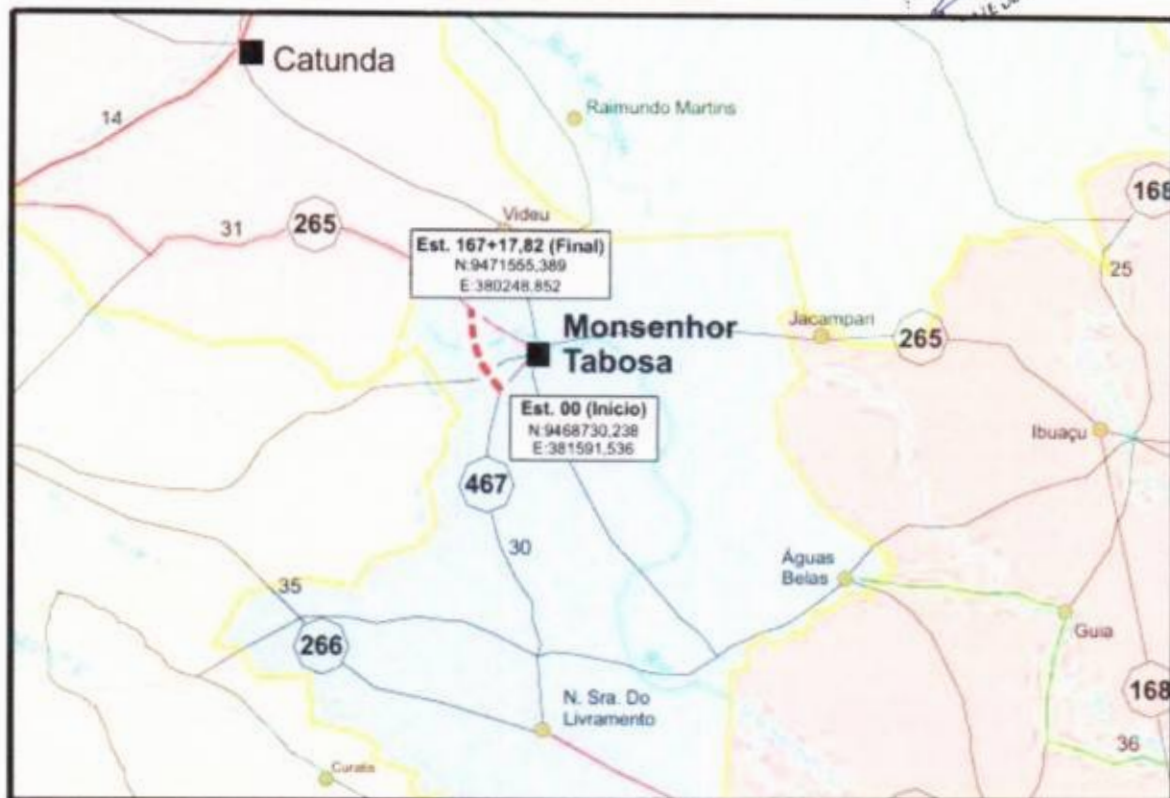 Catunda
Raimundo Martins
14
168
31
265
Videu
Est. 167+17,82 (Final)
N:9471555,389
E:380248,852
25
Monsenhor
Tabosa
Jacampari
265
Est. 00 (Inicio)
N:9468730,238
E:381591,536
Ibuaçu
467
30
Águas
Belas
35
Guia
266
168
N. Sra. Do
Livramento
36
Curatis